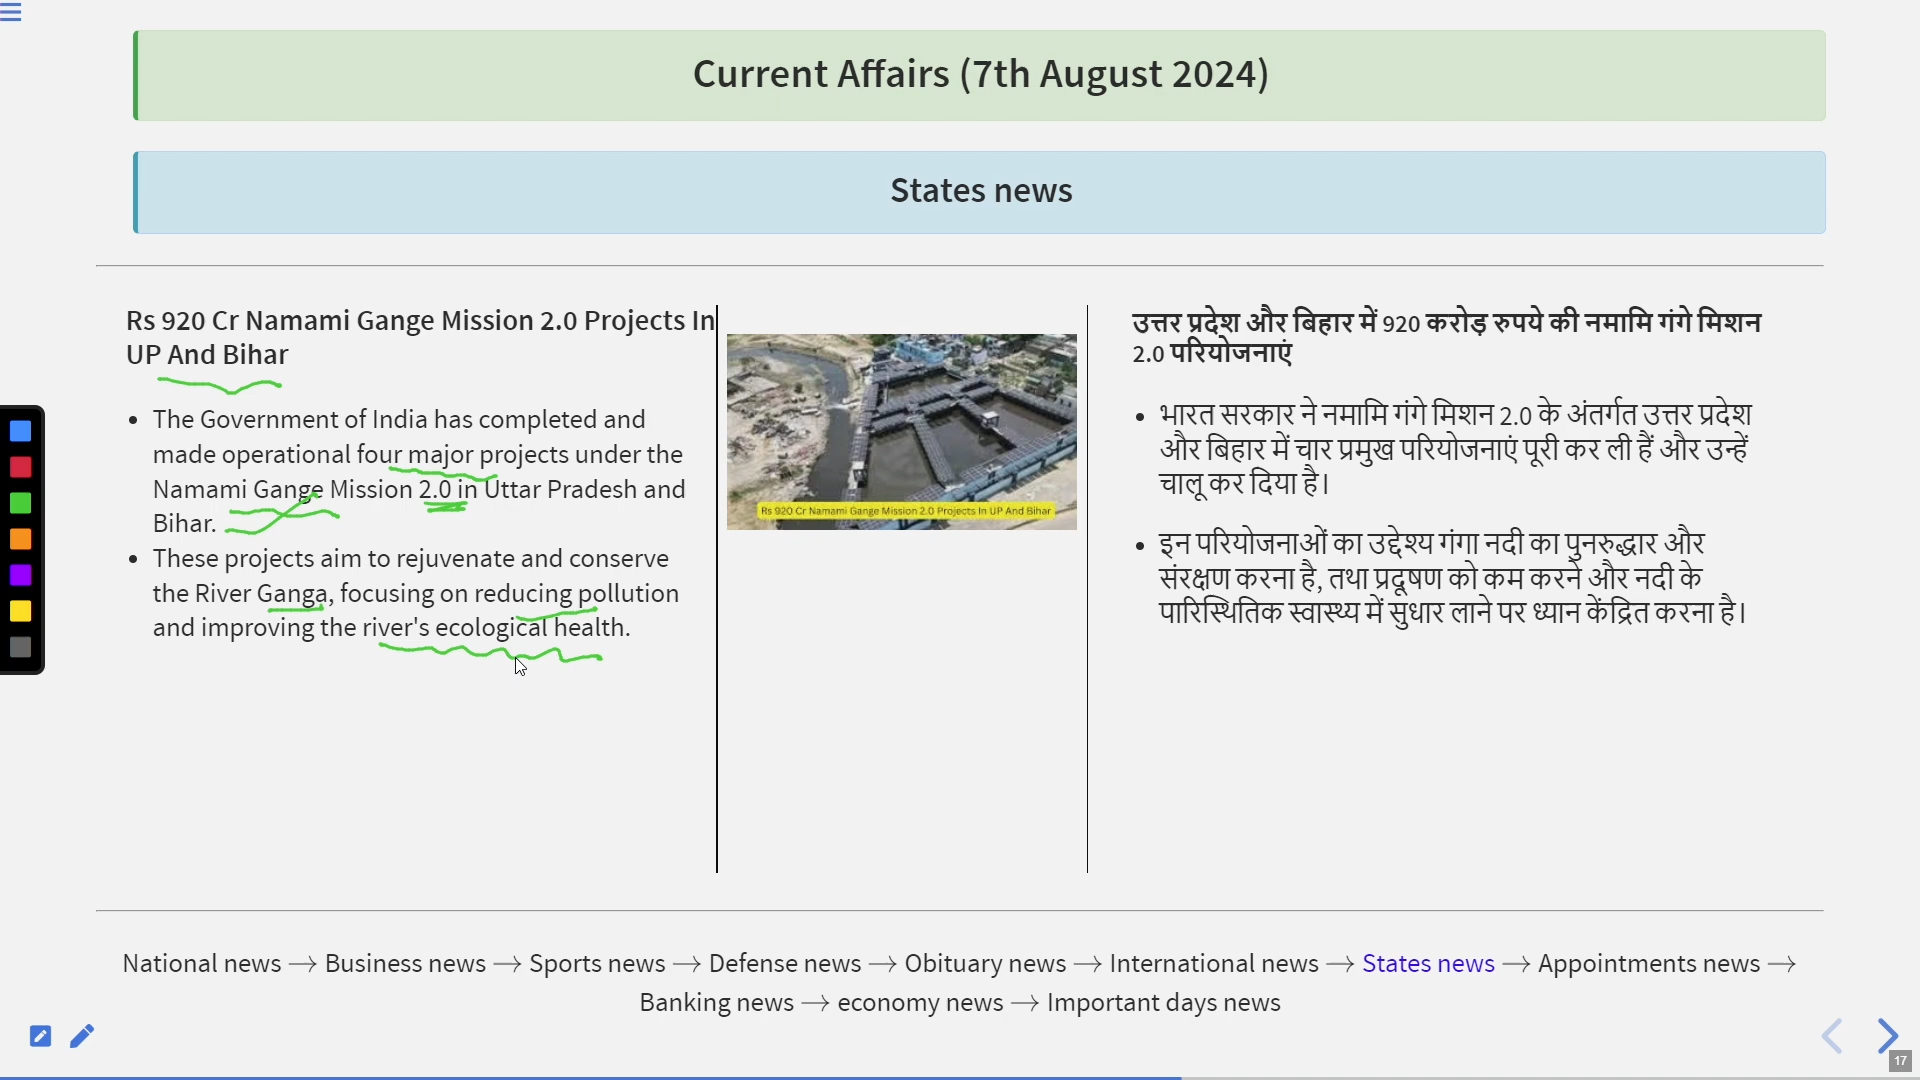 Current Affairs (7th August 2024)
States news
Rs 920 Cr Namami Gange Mission 2.0 Projects In
UP And Bihar
• The Government of India has completed and
made operational four major projects under the
Namami Gange Mission 2.0 in Uttar Pradesh and
Bihar.
• These projects aim to rejuvenate and conserve
the River Ganga, focusing on reducing pollution
and improving the river's ecological health.
Rs 920 Cr Namami Gange Mission 2.0 Projects In UP And Bihar
उत्तर प्रदेश और बिहार में 920 करोड़ रुपये की नमामि गंगे मिशन
2.0 परियोजनाएं
• भारत सरकार ने नमामि गंगे मिशन 2.0 के अंतर्गत उत्तर प्रदेश
और बिहार में चार प्रमुख परियोजनाएं पूरी कर ली हैं और उन्हें
चालू कर दिया है।
• इन परियोजनाओं का उद्देश्य गंगा नदी का पुनरुद्धार और
संरक्षण करना है, तथा प्रदूषण को कम करने और नदी के
पारिस्थितिक स्वास्थ्य में सुधार लाने पर ध्यान केंद्रित करना है।
National news → Business news → Sports news → Defense news → Obituary news → International news → States news → Appointments news →
Banking news → economy news → Important days news
17